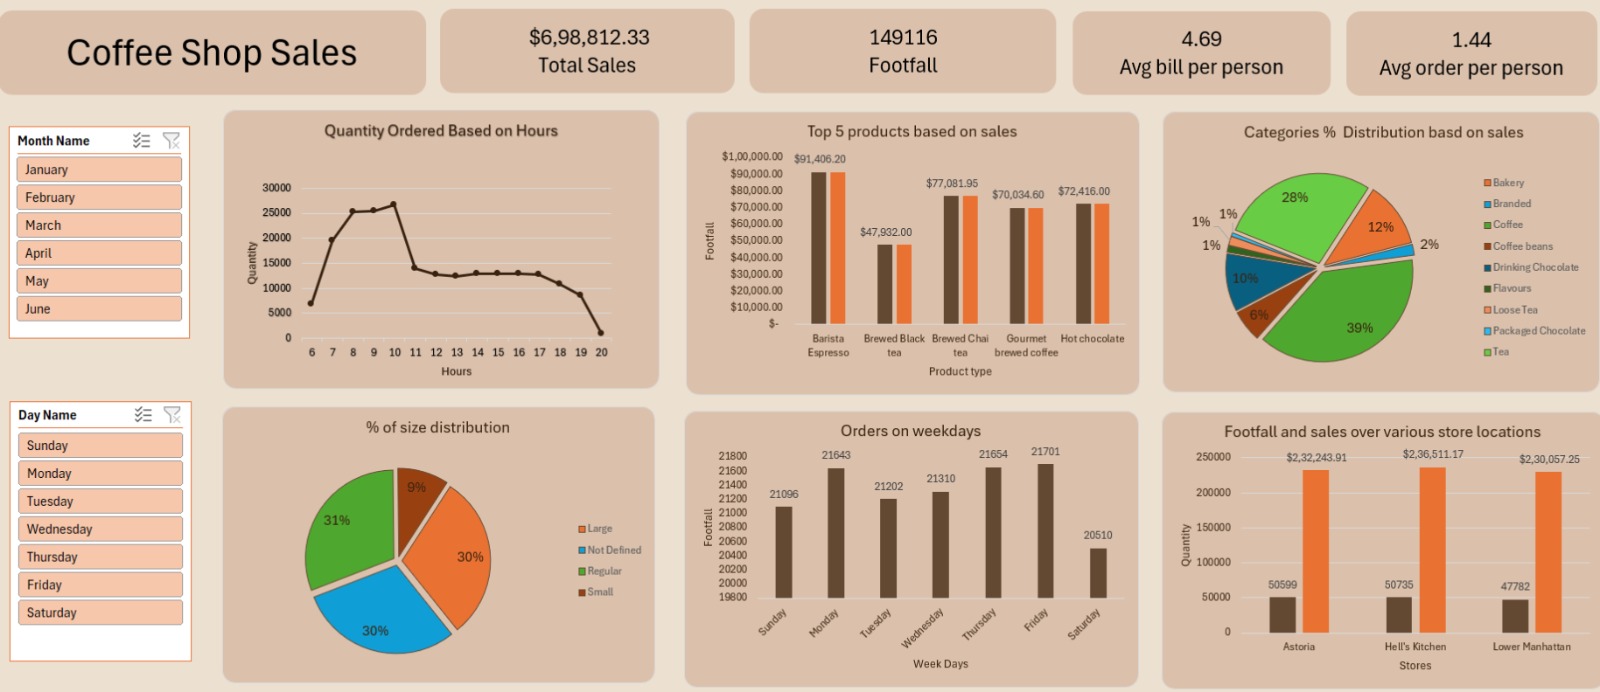 Coffee Shop Sales
$6,98,812.33
Total Sales
149116
Footfall
4.69
Avg bill per person
1.44
Avg order per person
Month Name
January
February
March
April
May
June
Day Name
Sunday
Monday
Tuesday
Wednesday
Thursday
Friday
Saturday
Quantity Ordered Based on Hours
Quantity
30000
25000
20000
15000
10000
5000
0
6 7 8 9 10 11 12 13 14 15 16 17 18 19 20
Hours
Top 5 products based on sales
Footfall
$1,00,000.00
$90,000.00
$80,000.00
$70,000.00
$60,000.00
$50,000.00
$40,000.00
$30,000.00
$20,000.00
$10,000.00
$-
$91,406.20
$47,932.00
$77,081.95
$70,034.60
$72,416.00
Barista Espresso
Brewed Black tea
Brewed Chai tea
Gourmet brewed coffee
Hot chocolate
Product type
Categories % Distribution basd on sales
28%
12%
2%
39%
6%
10%
1%
1%
1%
Bakery
Branded
Coffee
Coffee beans
Drinking Chocolate
Flavours
Loose Tea
Packaged Chocolate
Tea
% of size distribution
9%
30%
30%
31%
Large
Not Defined
Regular
Small
Orders on weekdays
Footfall
21800
21600
21400
21200
21000
20800
20600
20400
20200
20000
19800
21096
21643
21202
21310
21654
21701
20510
Sunday
Monday
Tuesday
Wednesday
Thursday
Friday
Saturday
Week Days
Footfall and sales over various store locations
Quantity
250000
200000
150000
100000
50000
0
$2,32,243.91
$2,36,511.17
$2,30,057.25
50599
50735
47782
Astoria
Hell's Kitchen
Lower Manhattan
Stores